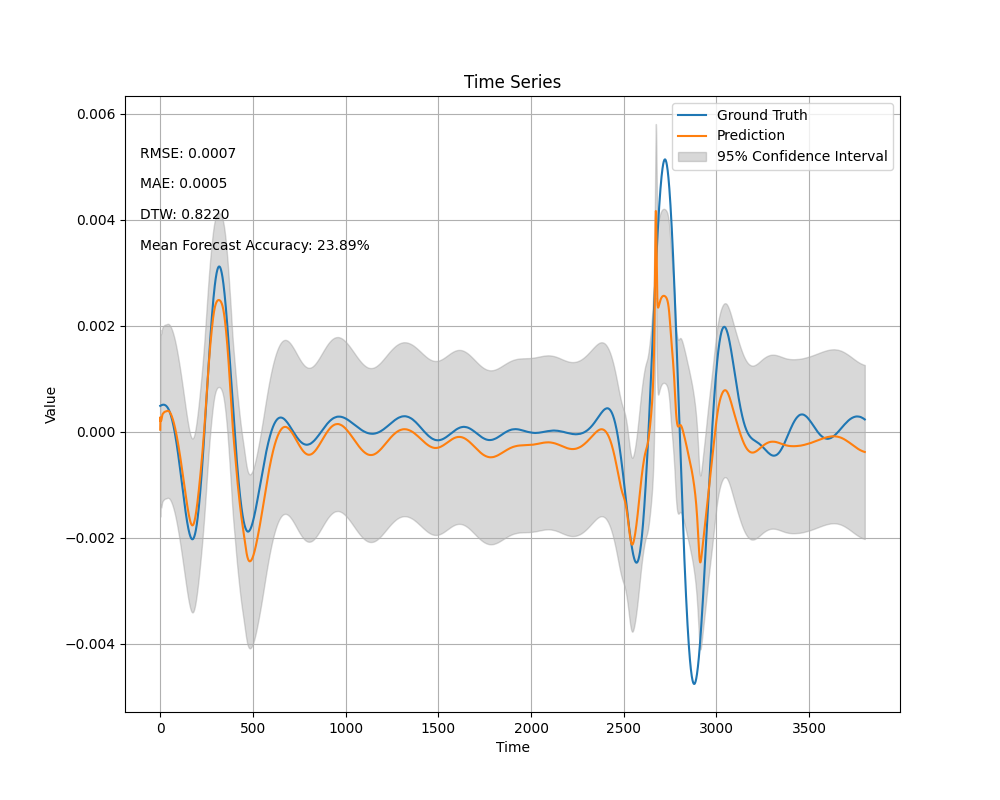 Time Series
0.006
0.004
0.002
0.000
−0.002
−0.004
Value
RMSE: 0.0007
MAE: 0.0005
DTW: 0.8220
Mean Forecast Accuracy: 23.89%
Ground Truth
Prediction
95% Confidence Interval
0 500 1000 1500 2000 2500 3000 3500
Time